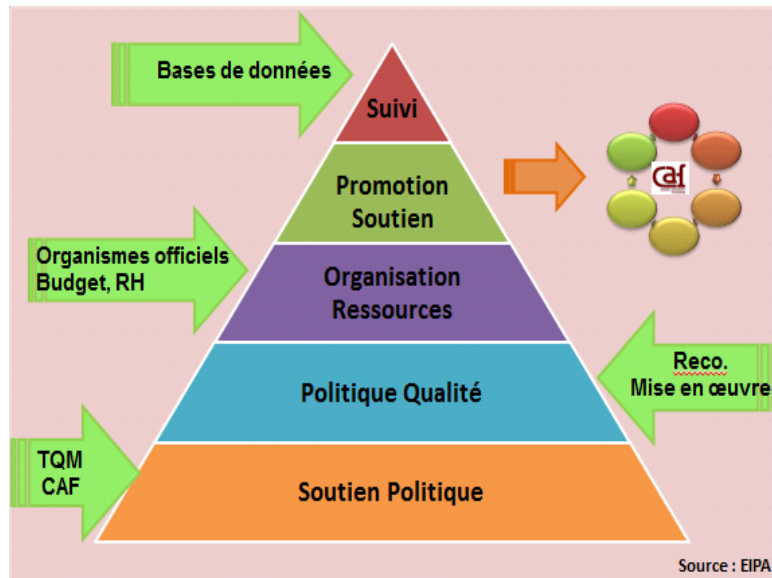 Bases de données
Suivi
Promotion
Soutien
caf
Organismes officiels
Budget, RH
Organisation
Ressources
Politique Qualité
Reco.
Mise en œuvre
TQM
CAF
Soutien Politique
Source : EIPA